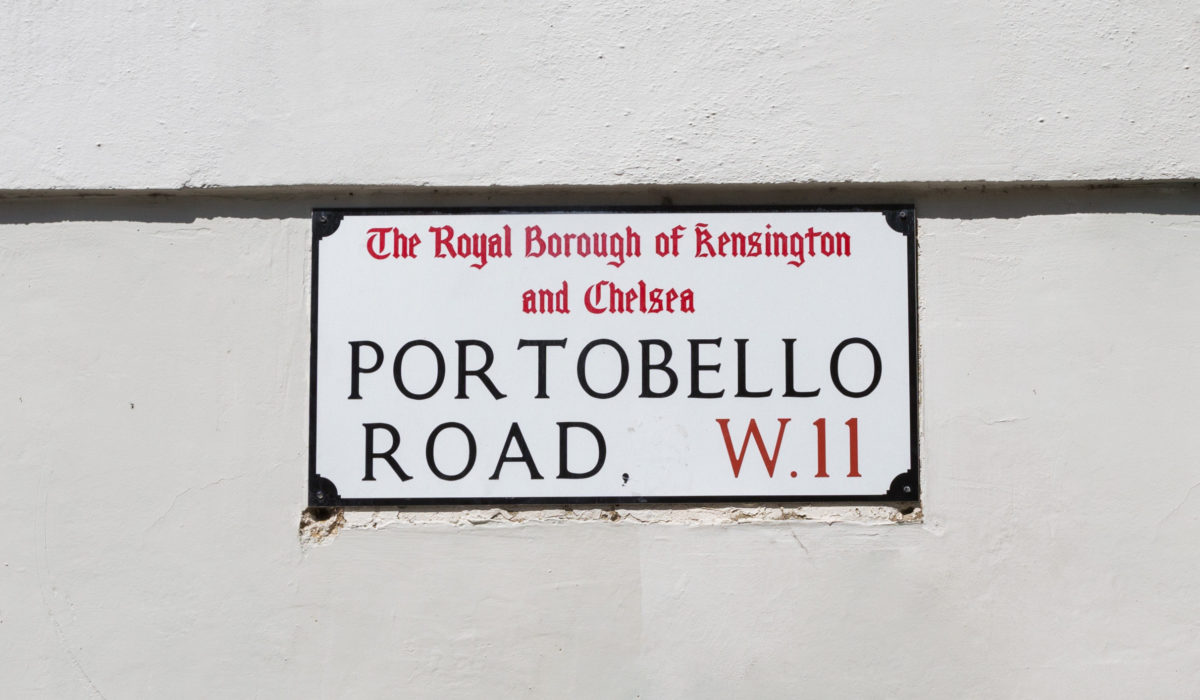 The Royal Borough of Kensington
and Chelsea
PORTOBELLO
ROAD, W.11